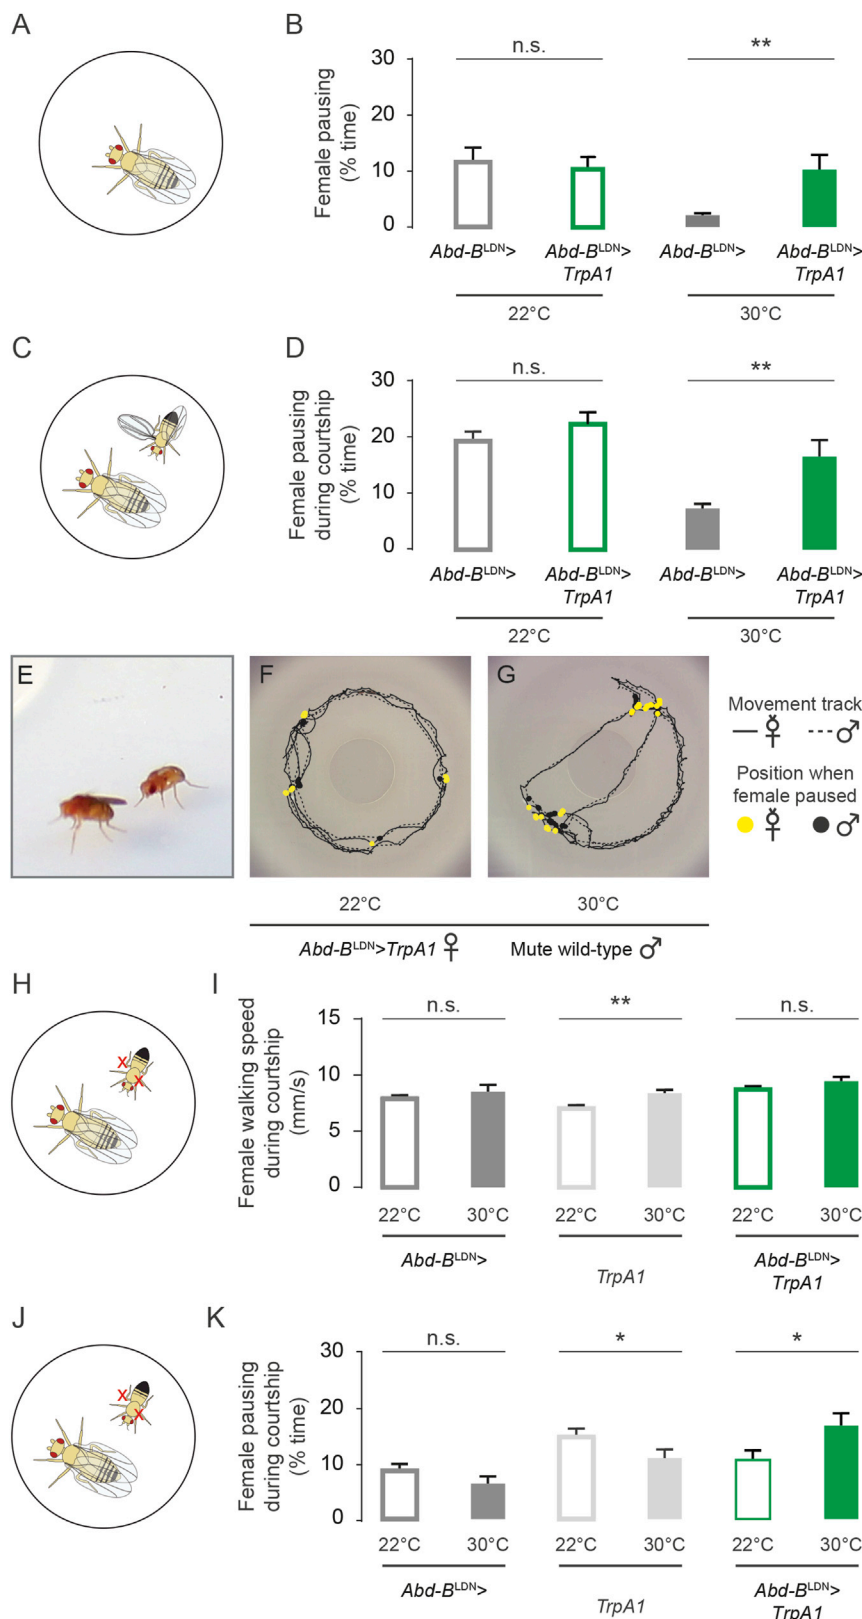 A
B
Female pausing
(% time)
30
20
10
0
n.s.
**
Abd-BLDN>
Abd-BLDN>
TrpA1
Abd-BLDN>
Abd-BLDN>
TrpA1
22°C
30°C
C
D
Female pausing
during courtship
(% time)
30
20
10
0
n.s.
**
Abd-BLDN>
Abd-BLDN>
TrpA1
Abd-BLDN>
Abd-BLDN>
TrpA1
22°C
30°C
E
F
G
Movement track
Position when
female paused
22°C
30°C
Abd-BLDN>TrpA1 ♀
Mute wild-type ♂
H
x
x
I
Female walking speed
during courtship
(mm/s)
15
10
5
0
n.s.
**
n.s.
22°C
30°C
22°C
30°C
22°C
30°C
Abd-BLDN>
TrpA1
Abd-BLDN>
TrpA1
J
x
x
K
Female pausing
during courtship
(% time)
30
20
10
0
n.s.
*
*
22°C
30°C
22°C
30°C
22°C
30°C
Abd-BLDN>
TrpA1
Abd-BLDN>
TrpA1